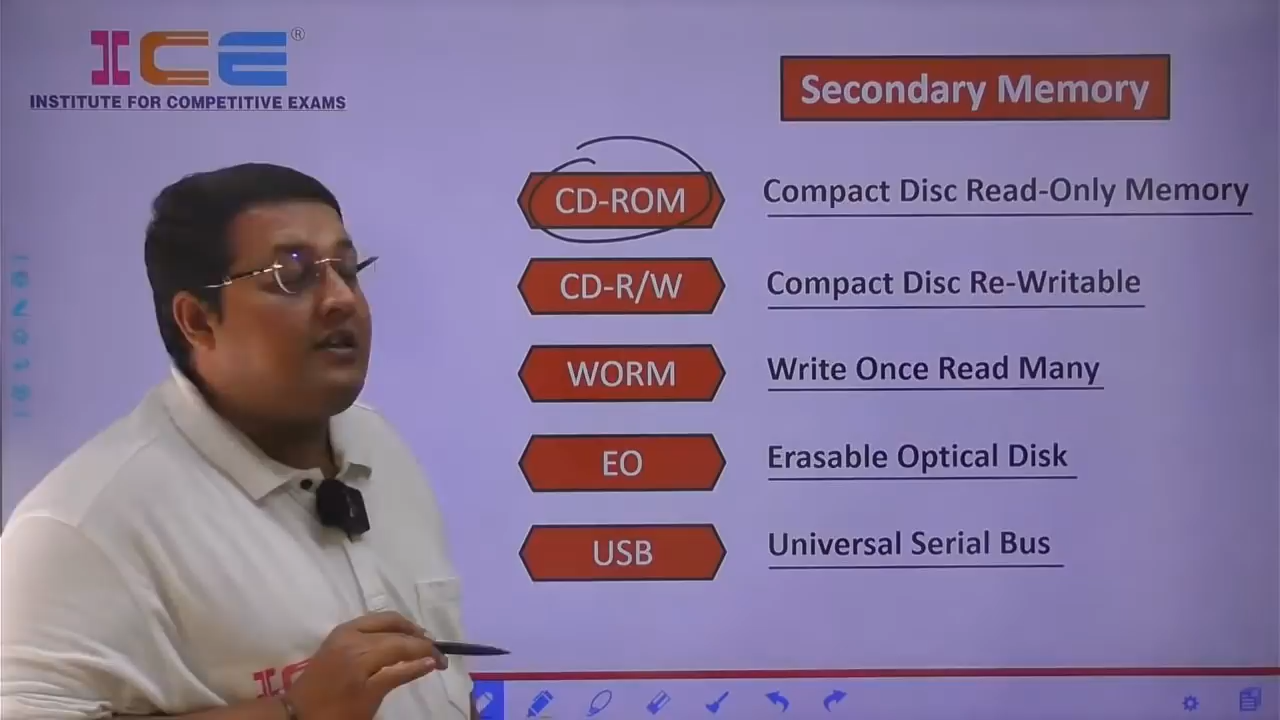 ICE®
INSTITUTE FOR COMPETITIVE EXAMS
Secondary Memory
CD-ROM Compact Disc Read-Only Memory
CD-R/W Compact Disc Re-Writable
WORM Write Once Read Many
EO Erasable Optical Disk
USB Universal Serial Bus